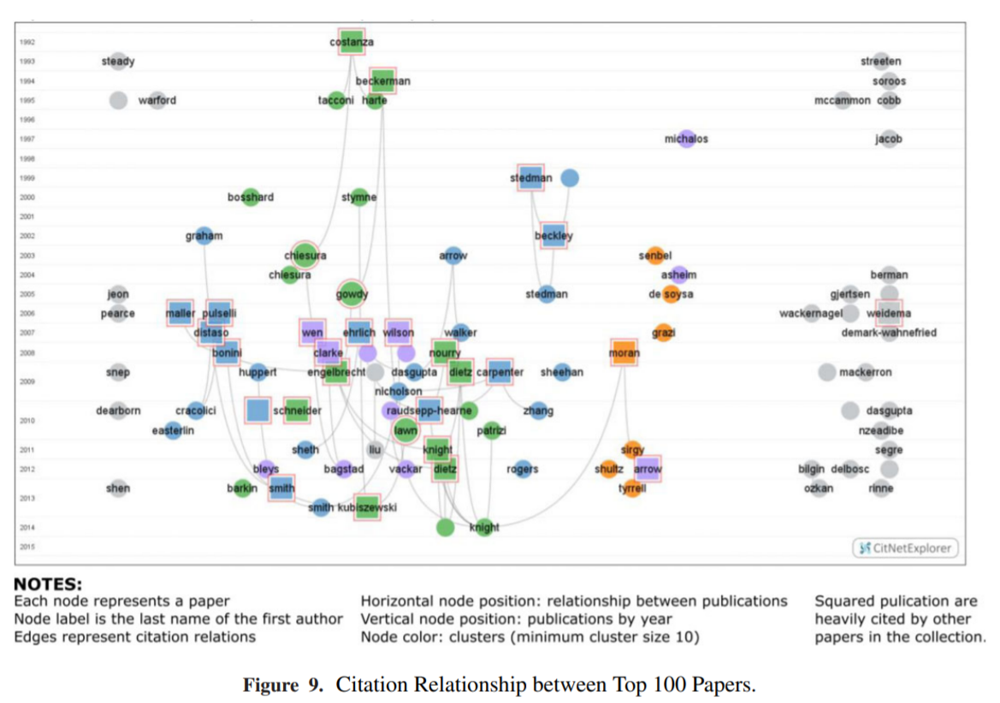 1992 costanza
1993 steady streeten
1994 beckerman soroos
1995 warford tacconi harte mccammon cobb
1996
1997 michalos jacob
1998
1999 stedman
2000 bosshard stymne
2001
2002 graham beckley
2003 chiesura arrow senbel
2004 chiesura asheim berman
2005 jeon gowdy stedman de soysa gjertsen
2006 pearce maller pulselli wackernagel weidema
2007 distaso wen ehrlich wilson walker grazi demark-wahnefried
2008 bonini clarke nourry moran
2009 snep huppert engelbrecht dasgupta dietz carpenter sheehan mackerron
nicholson
2010 dearborn cracolici schneider raudsepp-hearne zhang dasgupta
easterlin lawn patrizi nzeadibe
2011 sheth liu knight sirgy segre
2012 bleys bagstad vackar dietz rogers shultz arrow bilgin delbosc
2013 shen barkin smith tyrrell ozkan rinne
smith kubiszewski
2014 knight
2015
CitNetExplorer
NOTES:
Each node represents a paper
Node label is the last name of the first author
Edges represent citation relations
Horizontal node position: relationship between publications
Vertical node position: publications by year
Node color: clusters (minimum cluster size 10)
Squared pulication are
heavily cited by other
papers in the collection.
Figure 9. Citation Relationship between Top 100 Papers.